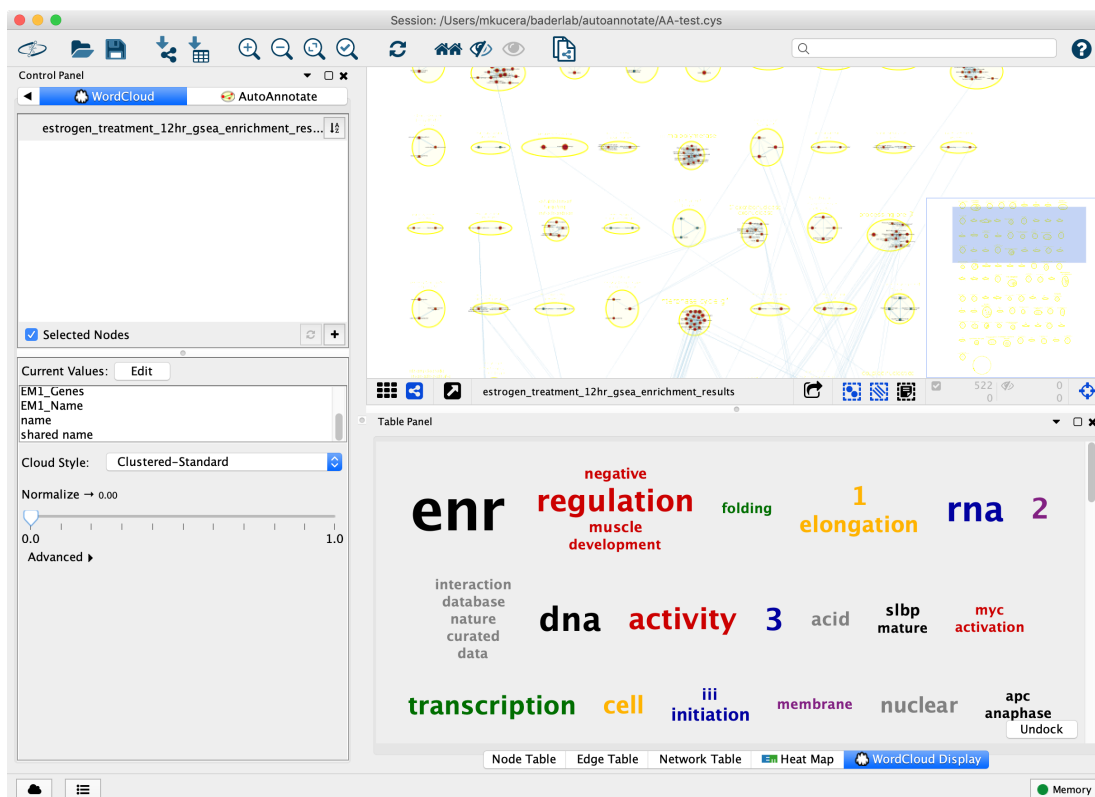 Session: /Users/mkucera/baderlab/autoannotate/AA-test.cys
Control Panel
WordCloud
AutoAnnotate
estrogen_treatment_12hr_gsea_enrichment_res...
Selected Nodes
Current Values:
Edit
EM1_Genes
EM1_Name
name
shared name
Cloud Style:
Clustered-Standard
Normalize → 0.00
0.0
1.0
Advanced
estrogen_treatment_12hr_gsea_enrichment_results
522
0
0
0
Table Panel
enr
negative
regulation
muscle
development
folding
1
elongation
rna
2
interaction
database
nature
curated
data
dna
activity
3
acid
slbp
mature
myc
activation
transcription
cell
iii
initiation
membrane
nuclear
apc
anaphase
Undock
Node Table
Edge Table
Network Table
EM Heat Map
WordCloud Display
Memory